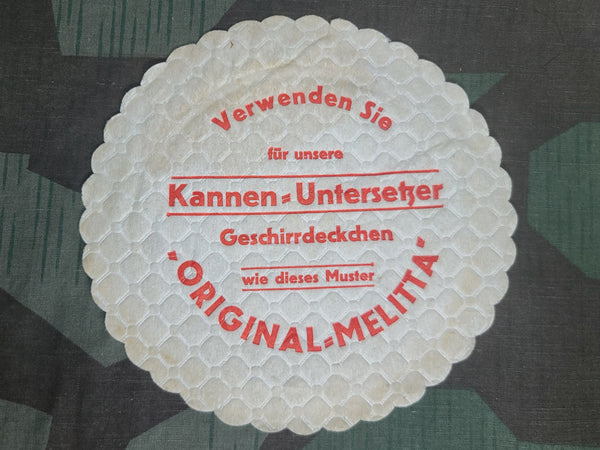 Verwenden Sie
für unsere
Kannen-Untersetzer
Geschirrdeckchen
wie dieses Muster
"ORIGINAL-MELITTA"